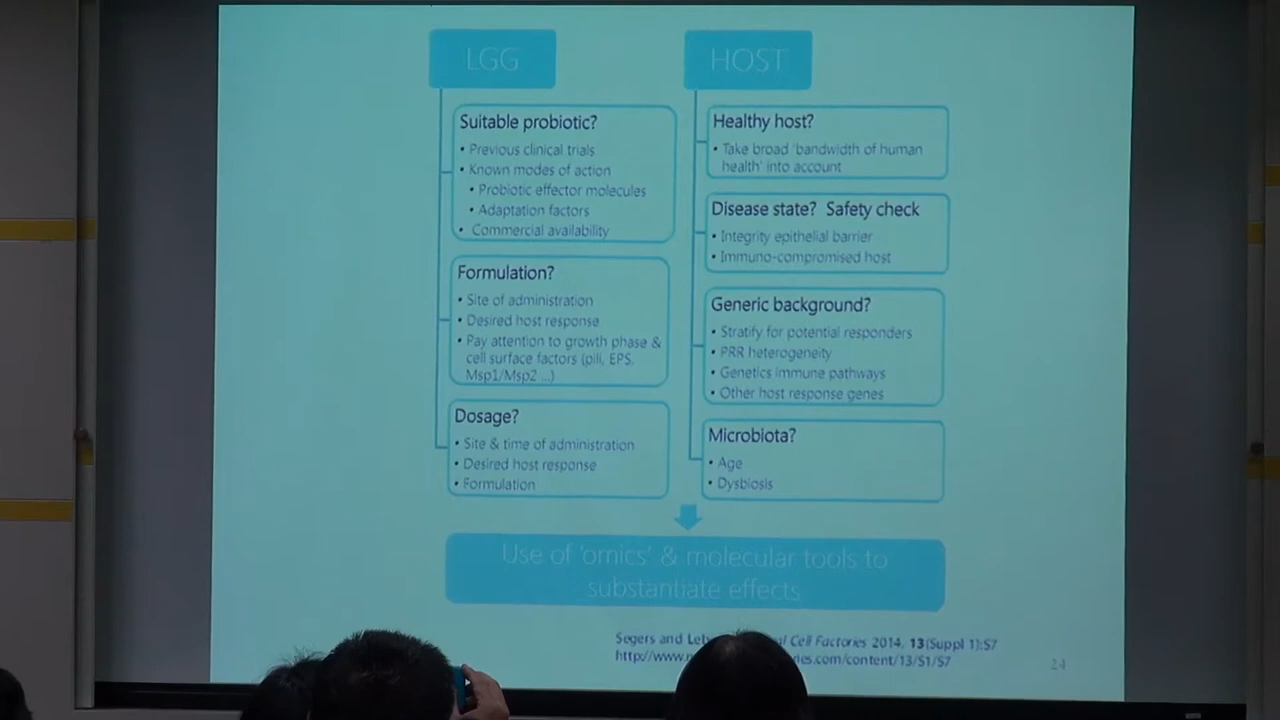 LGG
Suitable probiotic?
• Previous clinical trials
• Known modes of action
• Probiotic effector molecules
• Adaptation factors
• Commercial availability
Formulation?
• Site of administration
• Desired host response
• Pay attention to growth phase &
cell surface factors (pili, EPS,
Msp1/Msp2 ...)
Dosage?
• Site & time of administration
• Desired host response
• Formulation
HOST
Healthy host?
• Take broad 'bandwidth of human
health' into account
Disease state? Safety check
• Integrity epithelial barrier
• Immuno-compromised host
Generic background?
• Stratify for potential responders
• PRR heterogeneity
• Genetics immune pathways
• Other host response genes
Microbiota?
• Age
• Dysbiosis
Use of 'omics' & molecular tools to
substantiate effects
Segers and Cell Factories 2014, 13(Suppl 1):S7
http://www. ries.com/content/13/S1/S7
24